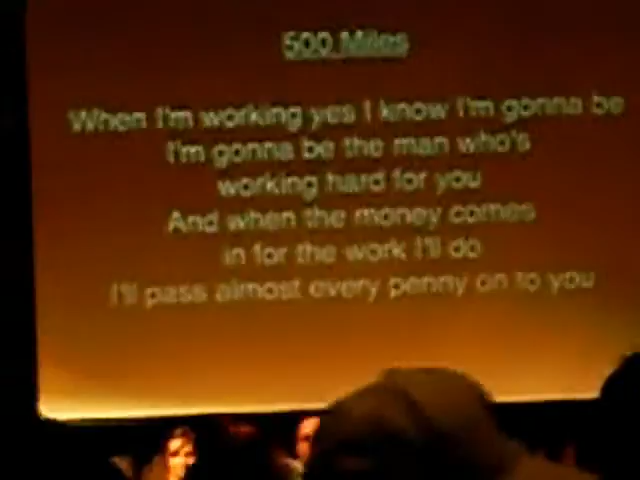 500 Miles
When I'm working yes I know I'm gonna be
I'm gonna be the man who's
working hard for you
And when the money comes
in for the work I'll do
I'll pass almost every penny on to you